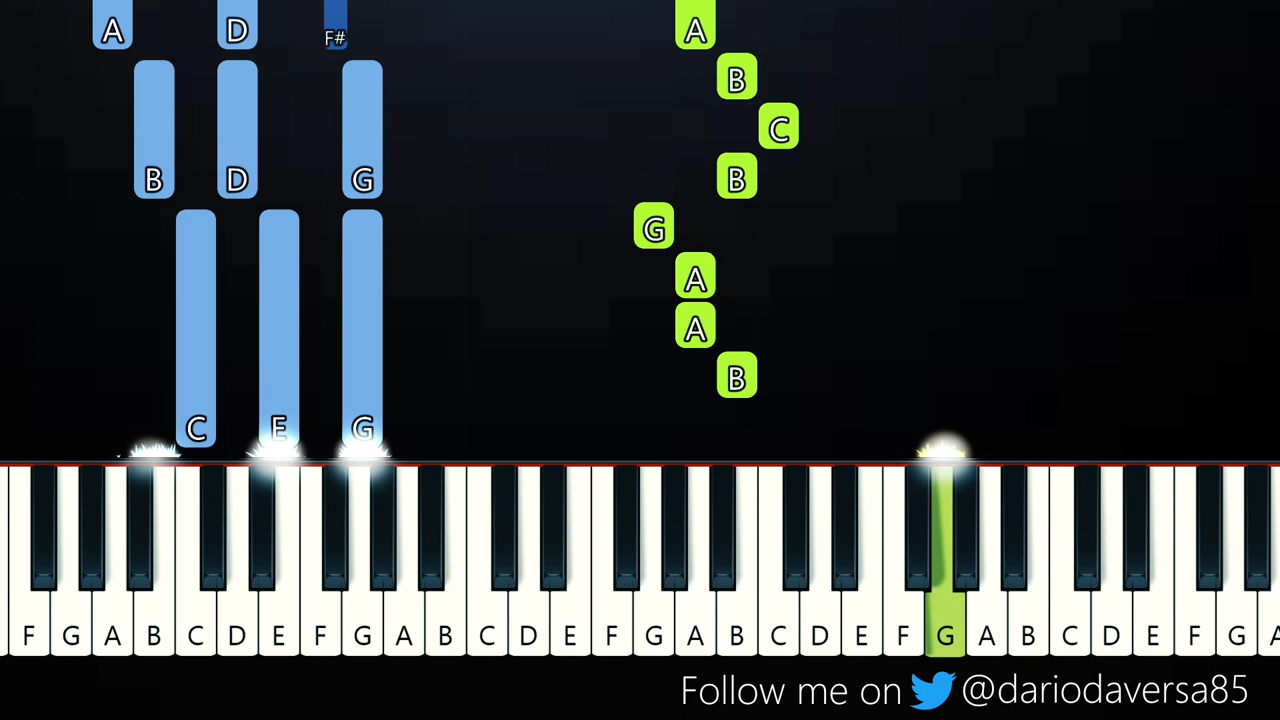 A D F# A
B
C
B D G B
G
A
A
B
C E G
F G A B C D E F G A B C D E F G A B C D E F G A B C D E F G A
Follow me on @dariodaversa85